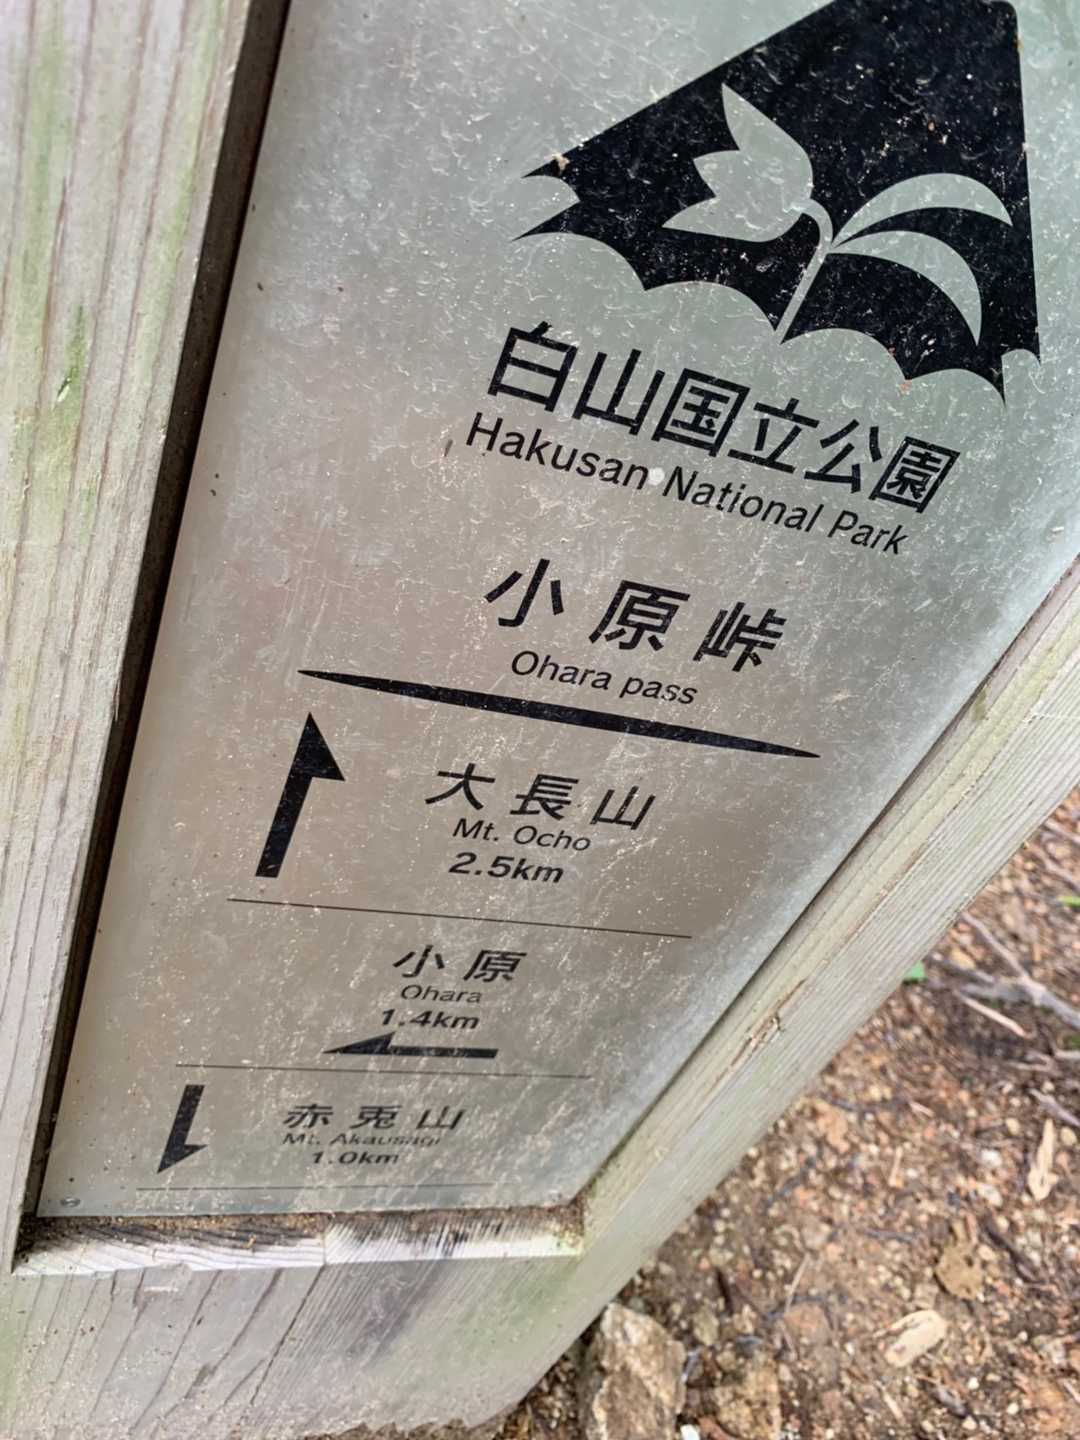 白山国立公園
Hakusan National Park
小原峠
Ohara pass
大長山
Mt. Ocho
2.5km
小原
Ohara
1.4km
赤兎山
Mt. Akausagi
1.0km